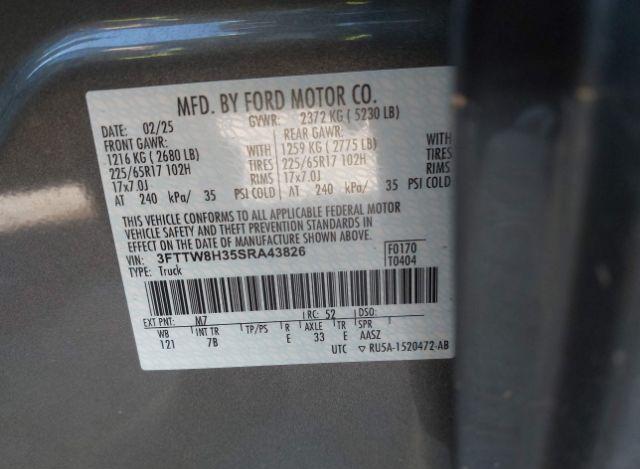 MFD. BY FORD MOTOR CO.
02/25 GVWR: 2372 KG ( 5230 LB)
FRONT GAWR: REAR GAWR:
1216 KG ( 2680 LB) WITH 1259 KG ( 2775 LB) WITH
225/65R17 102H TIRES 225/65R17 102H TIRES
17x7.0J RIMS 17x7.0J RIMS
AT 240 kPa/ 35 PSI COLD AT 240 kPa/ 35 PSI COLD
THIS VEHICLE CONFORMS TO ALL APPLICABLE FEDERAL MOTOR
VEHICLE SAFETY AND THEFT PREVENTION STANDARDS IN
EFFECT ON THE DATE OF MANUFACTURE SHOWN ABOVE.
VIN: 3FTTW8H35SRA43826 F0170
TYPE: Truck T0404
EXT PNT: M7 RC: 52 DSO:
WB INT TR TP/PS R AXLE TR SPR
121 7B E 33 E AASZ
UTC RU5A-1520472-AB